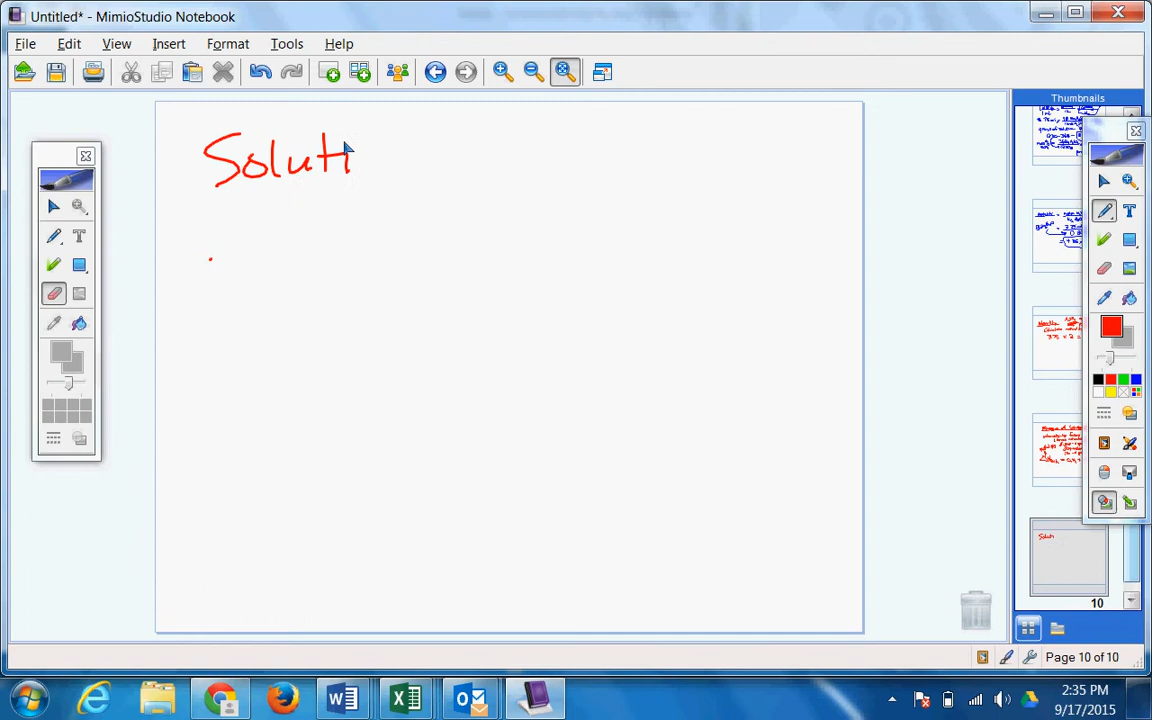 Untitled* - MimioStudio Notebook
File Edit View Insert Format Tools Help
Thumbnails
Soluti
T
T
Soluti
10
Page 10 of 10
2:35 PM
9/17/2015